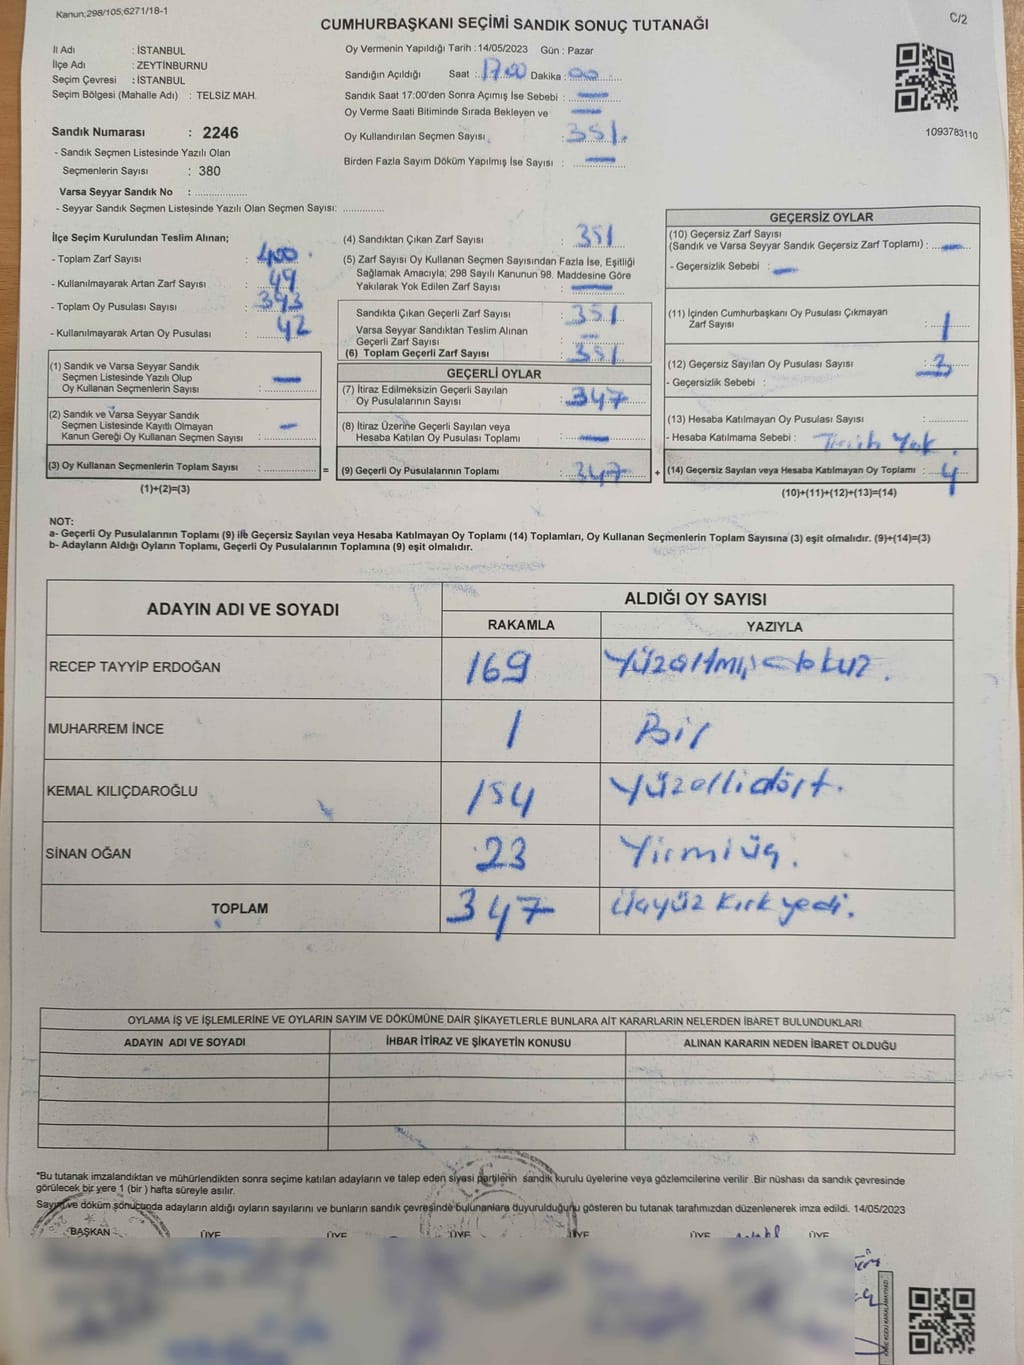 Kanun,298/105,6271/18-1
C/2
CUMHURBAŞKANI SEÇİMİ SANDIK SONUÇ TUTANAĞI
İl Adı : İSTANBUL
İlçe Adı : ZEYTİNBURNU
Seçim Çevresi : İSTANBUL
Seçim Bölgesi (Mahalle Adı) : TELSİZ MAH.
Sandık Numarası : 2246
- Sandık Seçmen Listesinde Yazılı Olan
Seçmenlerin Sayısı : 380
Varsa Seyyar Sandık No : ..................
- Seyyar Sandık Seçmen Listesinde Yazılı Olan Seçmen Sayısı: ..............
Oy Vermenin Yapıldığı Tarih : 14/05/2023 Gün : Pazar
Sandığın Açıldığı Saat : 17.00 Dakika : 00
Sandık Saat 17:00'den Sonra Açımış İse Sebebi : —
Oy Verme Saati Bitiminde Sırada Bekleyen ve —
Oy Kullandırılan Seçmen Sayısı : 351.
Birden Fazla Sayım Döküm Yapılmış İse Sayısı : —
1093783110
İlçe Seçim Kurulundan Teslim Alınan;
- Toplam Zarf Sayısı : 400.
- Kullanılmayarak Artan Zarf Sayısı : 49
- Toplam Oy Pusulası Sayısı : 393
- Kullanılmayarak Artan Oy Pusulası : 42
(1) Sandık ve Varsa Seyyar Sandık
Seçmen Listesinde Yazılı Olup
Oy Kullanan Seçmenlerin Sayısı : —
(2) Sandık ve Varsa Seyyar Sandık
Seçmen Listesinde Kayıtlı Olmayan
Kanun Gereği Oy Kullanan Seçmen Sayısı : —
(3) Oy Kullanan Seçmenlerin Toplam Sayısı : .............. =
(1)+(2)=(3)
(4) Sandıktan Çıkan Zarf Sayısı : 351
(5) Zarf Sayısı Oy Kullanan Seçmen Sayısından Fazla İse, Eşitliği
Sağlamak Amacıyla; 298 Sayılı Kanunun 98. Maddesine Göre
Yakılarak Yok Edilen Zarf Sayısı : —
Sandıkta Çıkan Geçerli Zarf Sayısı : 351
Varsa Seyyar Sandıktan Teslim Alınan
Geçerli Zarf Sayısı : —
(6) Toplam Geçerli Zarf Sayısı : 351
GEÇERLİ OYLAR
(7) İtiraz Edilmeksizin Geçerli Sayılan
Oy Pusulalarının Sayısı : 347
(8) İtiraz Üzerine Geçerli Sayılan veya
Hesaba Katılan Oy Pusulası Toplamı : —
(9) Geçerli Oy Pusulalarının Toplamı : 347 +
GEÇERSİZ OYLAR
(10) Geçersiz Zarf Sayısı
(Sandık ve Varsa Seyyar Sandık Geçersiz Zarf Toplamı) : —
- Geçersizlik Sebebi : —
(11) İçinden Cumhurbaşkanı Oy Pusulası Çıkmayan
Zarf Sayısı : 1
(12) Geçersiz Sayılan Oy Pusulası Sayısı : 3
- Geçersizlik Sebebi :
(13) Hesaba Katılmayan Oy Pusulası Sayısı : ..............
- Hesaba Katılmama Sebebi : Tercih Yok.
(14) Geçersiz Sayılan veya Hesaba Katılmayan Oy Toplamı : 4
(10)+(11)+(12)+(13)=(14)
NOT:
a- Geçerli Oy Pusulalarının Toplamı (9) ile Geçersiz Sayılan veya Hesaba Katılmayan Oy Toplamı (14) Toplamları, Oy Kullanan Seçmenlerin Toplam Sayısına (3) eşit olmalıdır. (9)+(14)=(3)
b- Adayların Aldığı Oyların Toplamı, Geçerli Oy Pusulalarının Toplamına (9) eşit olmalıdır.
ADAYIN ADI VE SOYADI
ALDIĞI OY SAYISI
RAKAMLA YAZIYLA
RECEP TAYYİP ERDOĞAN 169 Yüzaltmışdokuz.
MUHARREM İNCE 1 Bir
KEMAL KILIÇDAROĞLU 154 Yüzellidört.
SİNAN OĞAN 23 Yirmiüç.
TOPLAM 347 Üçyüz kırk yedi.
OYLAMA İŞ VE İŞLEMLERİNE VE OYLARIN SAYIM VE DÖKÜMÜNE DAİR ŞİKAYETLERLE BUNLARA AİT KARARLARIN NELERDEN İBARET BULUNDUKLARI
ADAYIN ADI VE SOYADI İHBAR İTİRAZ VE ŞİKAYETİN KONUSU ALINAN KARARIN NEDEN İBARET OLDUĞU
*Bu tutanak imzalandıktan ve mühürlendikten sonra seçime katılan adayların ve talep eden siyasi partilerin sandık kurulu üyelerine veya gözlemcilerine verilir. Bir nüshası da sandık çevresinde
görülecek bir yere 1 (bir ) hafta süreyle asılır.
Sayım ve döküm sonucunda adayların aldığı oyların sayılarını ve bunların sandık çevresinde bulunanlara duyurulduğunu gösteren bu tutanak tarafımızdan düzenlenerek imza edildi. 14/05/2023
BAŞKAN ÜYE ÜYE ÜYE ÜYE ÜYE ÜYE